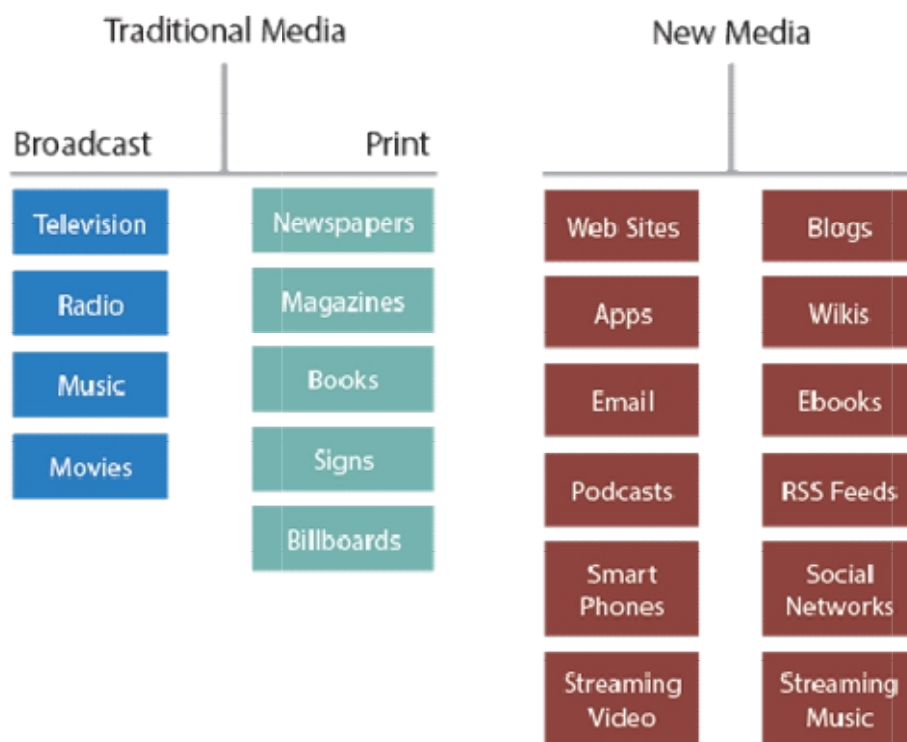 Traditional Media
Broadcast
Print
Television
Radio
Music
Movies
Newspapers
Magazines
Books
Signs
Billboards
New Media
Web Sites
Apps
Email
Podcasts
Smart
Phones
Streaming
Video
Blogs
Wikis
Ebooks
RSS Feeds
Social
Networks
Streaming
Music